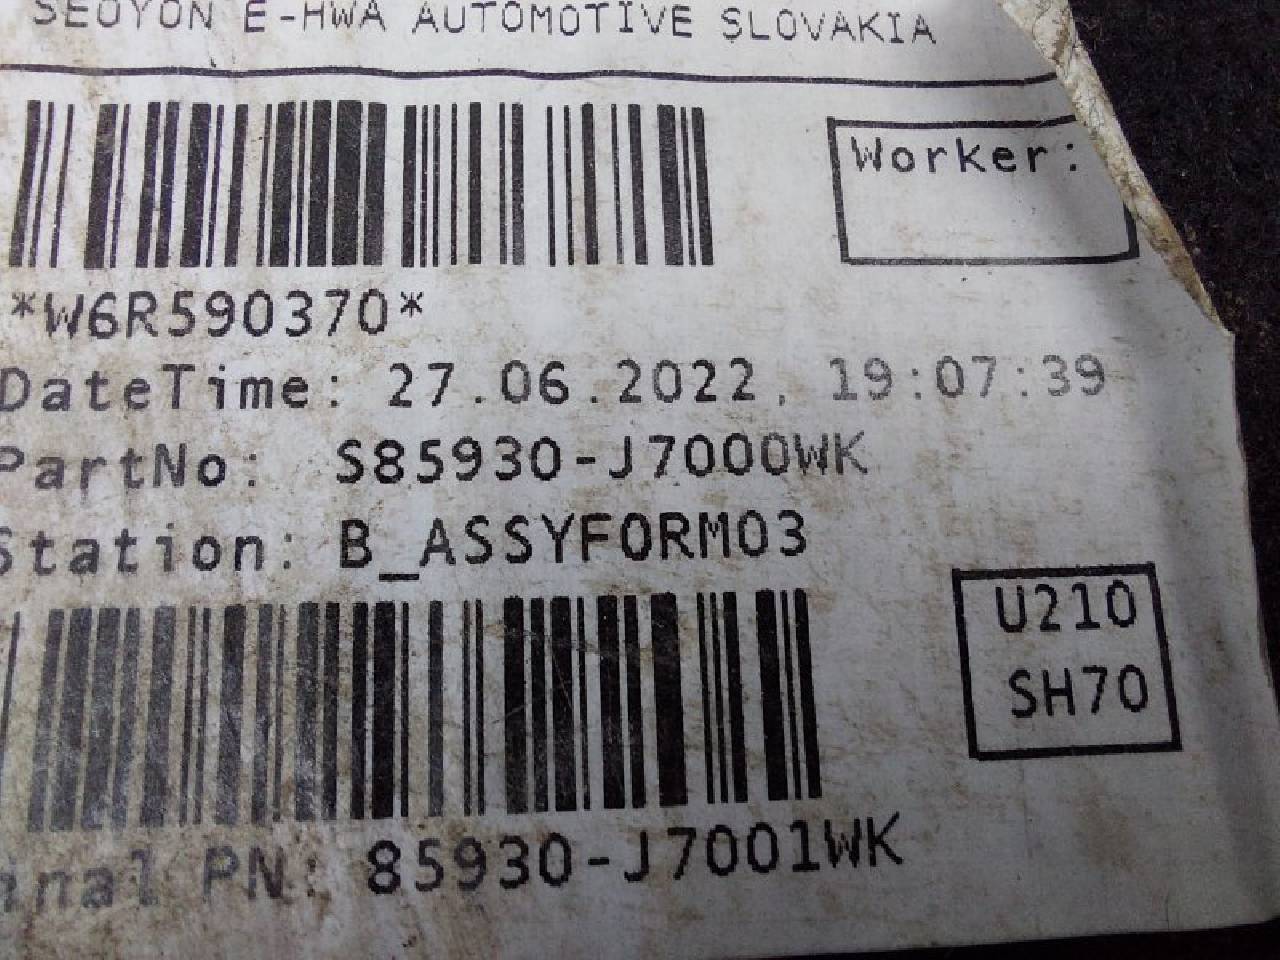 SEOYON E-HWA AUTOMOTIVE SLOVAKIA
Worker:
*W6R590370*
DateTime: 27.06.2022, 19:07:39
PartNo: S85930-J7000WK
Station: B_ASSYFORM03
U210
SH70
PN: 85930-J7001WK